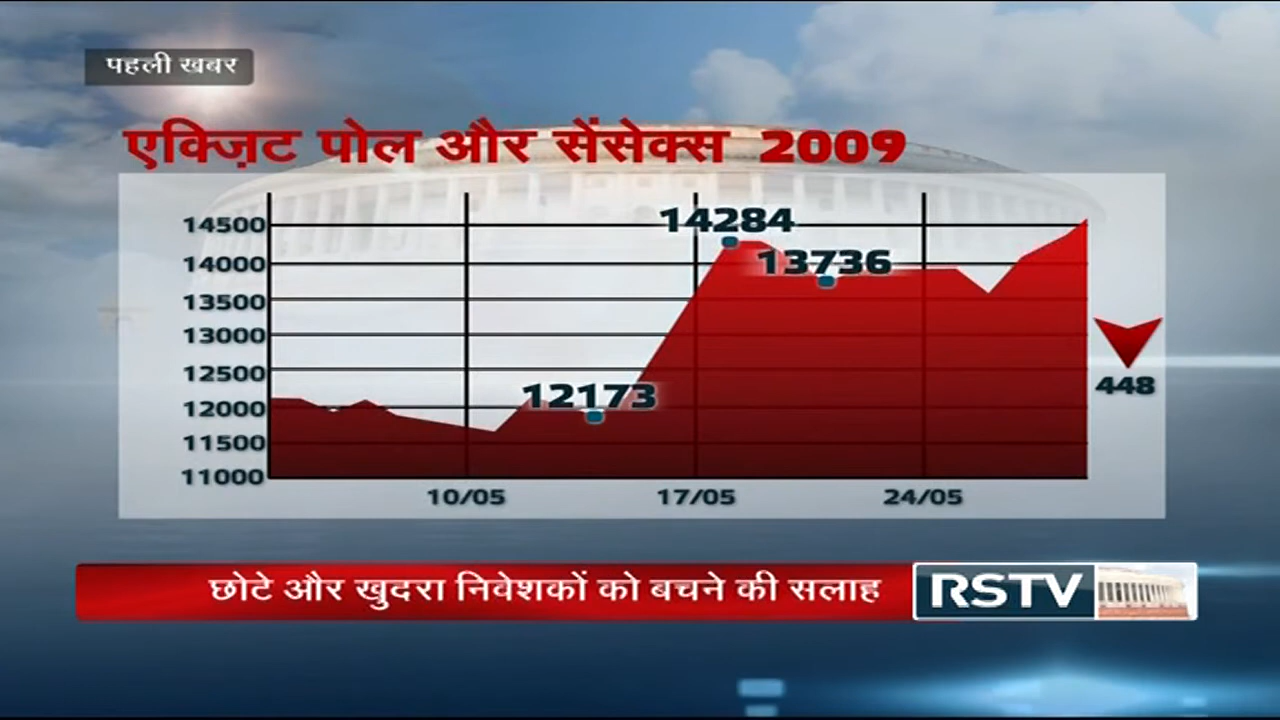 पहली खबर
एक्ज़िट पोल और सेंसेक्स 2009
14500
14000
13500
13000
12500
12000
11500
11000
14284
13736
12173
448
10/05 17/05 24/05
छोटे और खुदरा निवेशकों को बचने की सलाह
RSTV